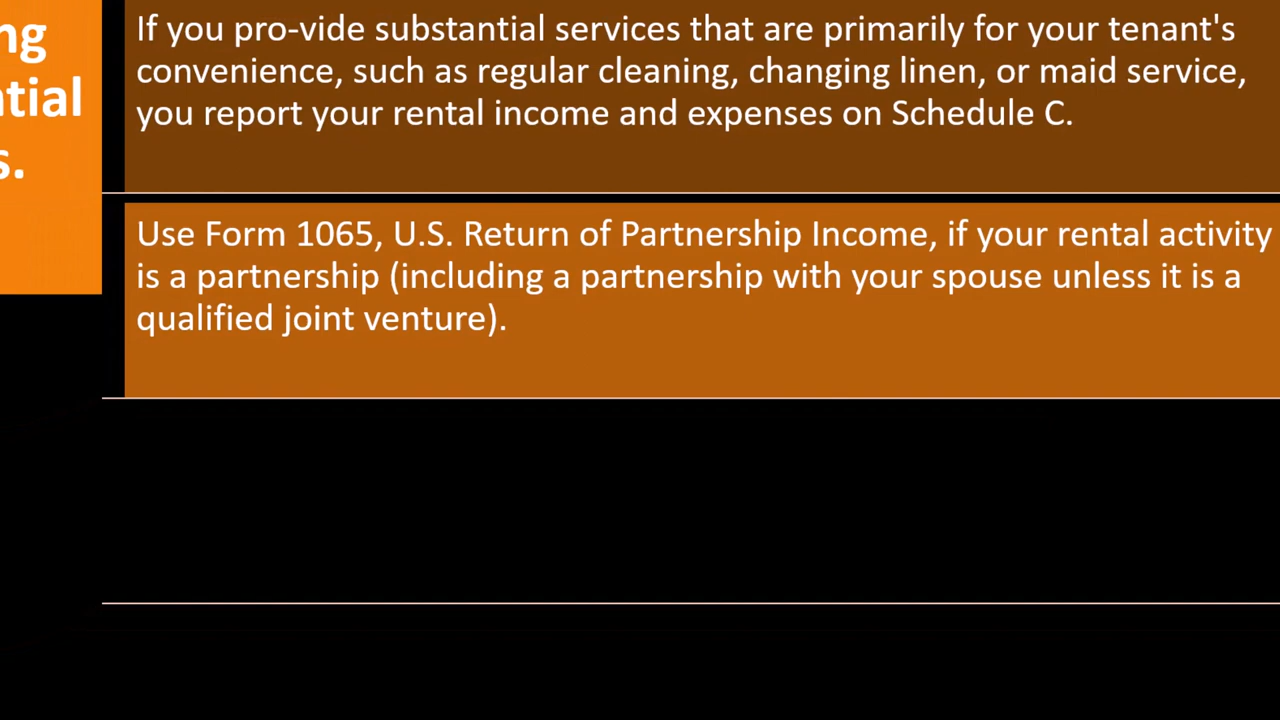 ng
If you pro-vide substantial services that are primarily for your tenant's
convenience, such as regular cleaning, changing linen, or maid service,
you report your rental income and expenses on Schedule C.
tial
s.
Use Form 1065, U.S. Return of Partnership Income, if your rental activity
is a partnership (including a partnership with your spouse unless it is a
qualified joint venture).